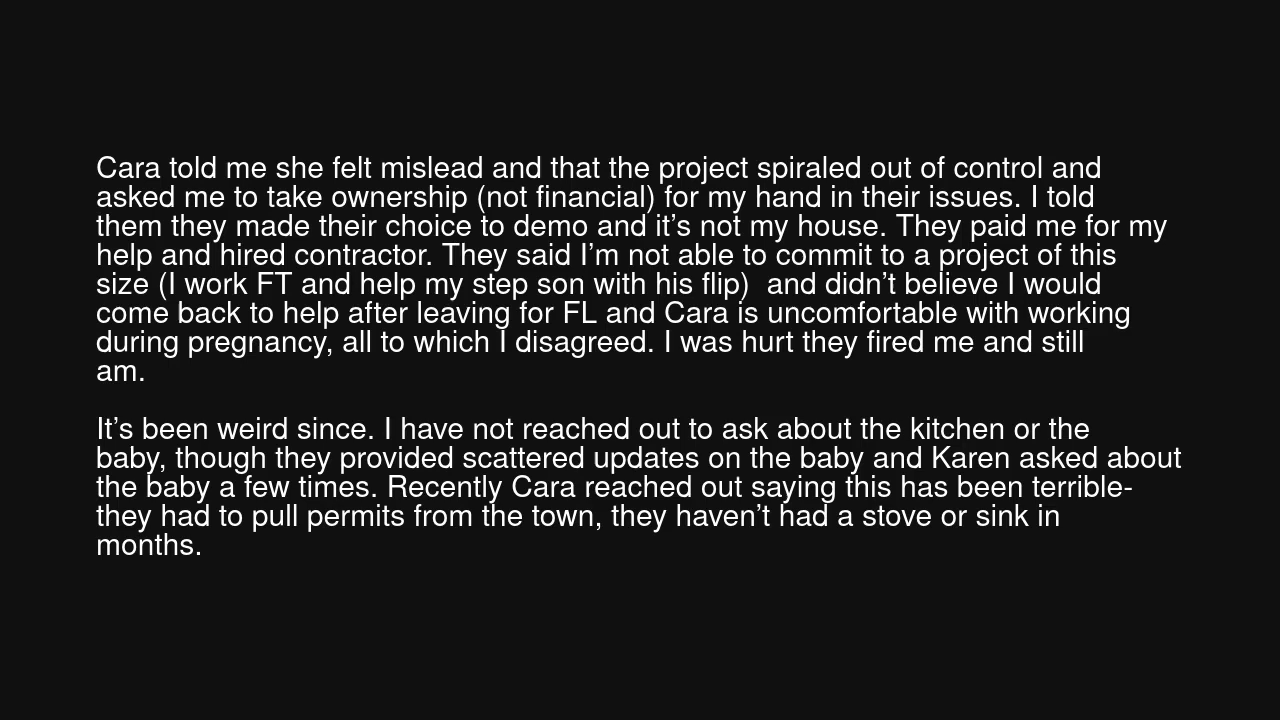 Cara told me she felt mislead and that the project spiraled out of control and
asked me to take ownership (not financial) for my hand in their issues. I told
them they made their choice to demo and it’s not my house. They paid me for my
help and hired contractor. They said I’m not able to commit to a project of this
size (I work FT and help my step son with his flip)  and didn’t believe I would
come back to help after leaving for FL and Cara is uncomfortable with working
during pregnancy, all to which I disagreed. I was hurt they fired me and still
am.

It’s been weird since. I have not reached out to ask about the kitchen or the
baby, though they provided scattered updates on the baby and Karen asked about
the baby a few times. Recently Cara reached out saying this has been terrible-
they had to pull permits from the town, they haven’t had a stove or sink in
months.